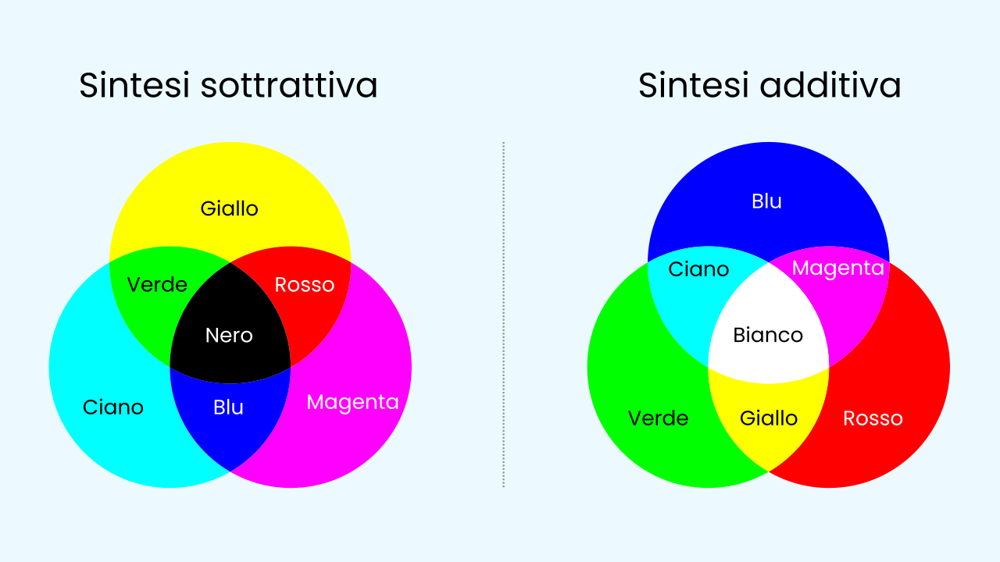 Sintesi sottrattiva
Giallo
Verde
Rosso
Nero
Ciano
Blu
Magenta
Sintesi additiva
Blu
Ciano
Magenta
Bianco
Verde
Giallo
Rosso